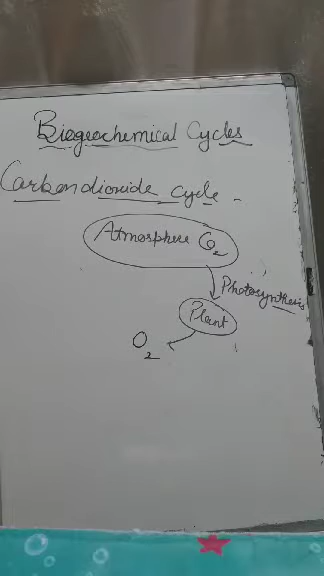 Biogeochemical Cycles
Carbondioxide cycle -
Atmosphere CO2
Photosynthesis
Plant
O2